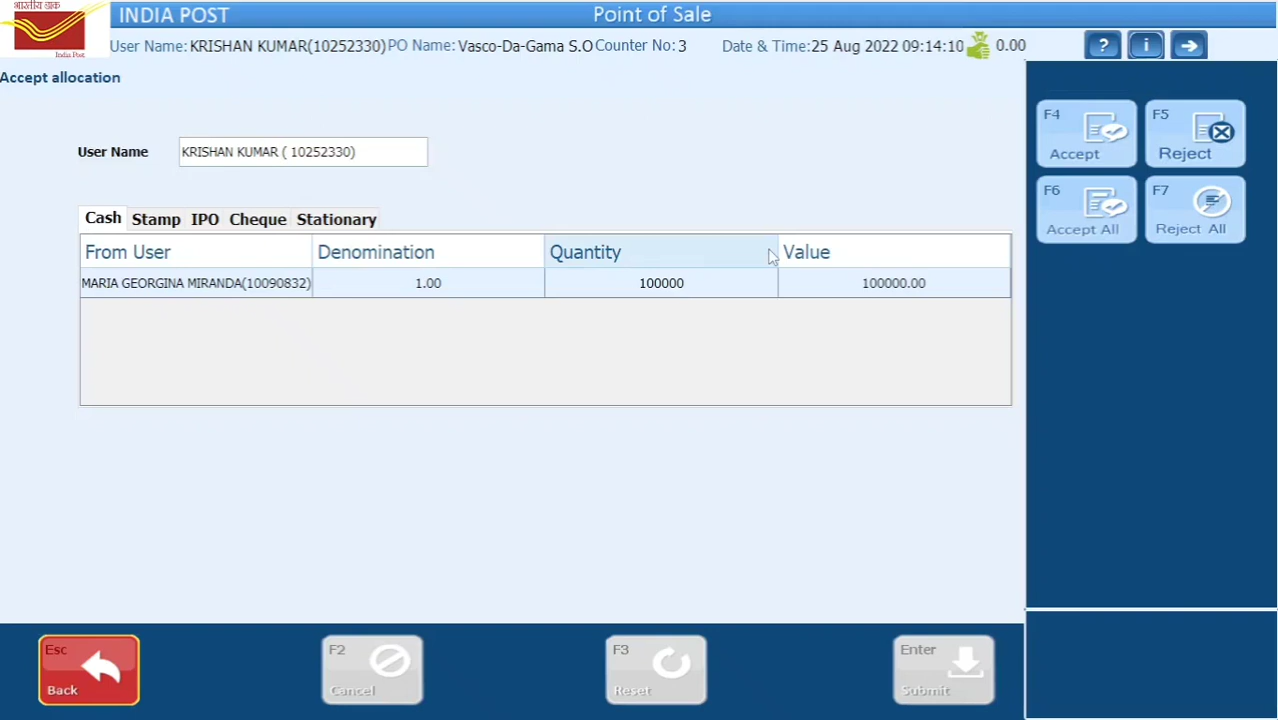 भारतीय डाक
India Post
INDIA POST
Point of Sale
User Name: KRISHAN KUMAR(10252330) PO Name: Vasco-Da-Gama S.O Counter No: 3 Date & Time: 25 Aug 2022 09:14:10 0.00
? i
Accept allocation
F4 Accept
F5 Reject
User Name KRISHAN KUMAR ( 10252330)
F6 Accept All
F7 Reject All
Cash Stamp IPO Cheque Stationary
From User Denomination Quantity Value
MARIA GEORGINA MIRANDA(10090832) 1.00 100000 100000.00
Esc Back
F2 Cancel
F3 Reset
Enter Submit